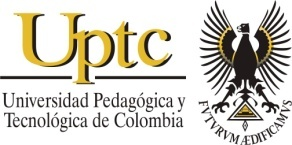 Uptc
Universidad Pedagógica y
Tecnológica de Colombia
FVTVRVM ÆDIFICAMVS